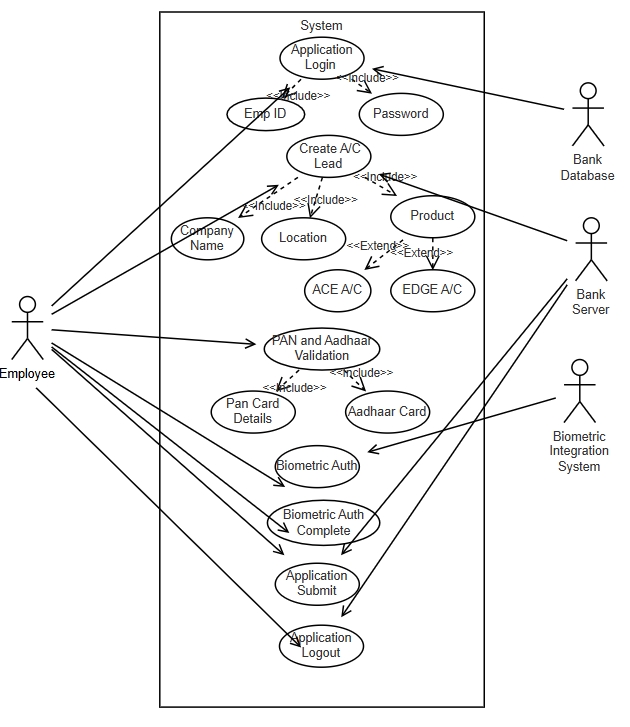 System
Application
Login
<<Include>>
<<Include>>
Emp ID
Password
Bank
Database
Create A/C
Lead
<<Include>>
<<Include>>
<<Include>>
Company
Name
Location
Product
<<Extend>>
<<Extend>>
ACE A/C
EDGE A/C
Bank
Server
Employee
PAN and Aadhaar
Validation
<<Include>>
<<Include>>
Pan Card
Details
Aadhaar Card
Biometric
Integration
System
Biometric Auth
Biometric Auth
Complete
Application
Submit
Application
Logout